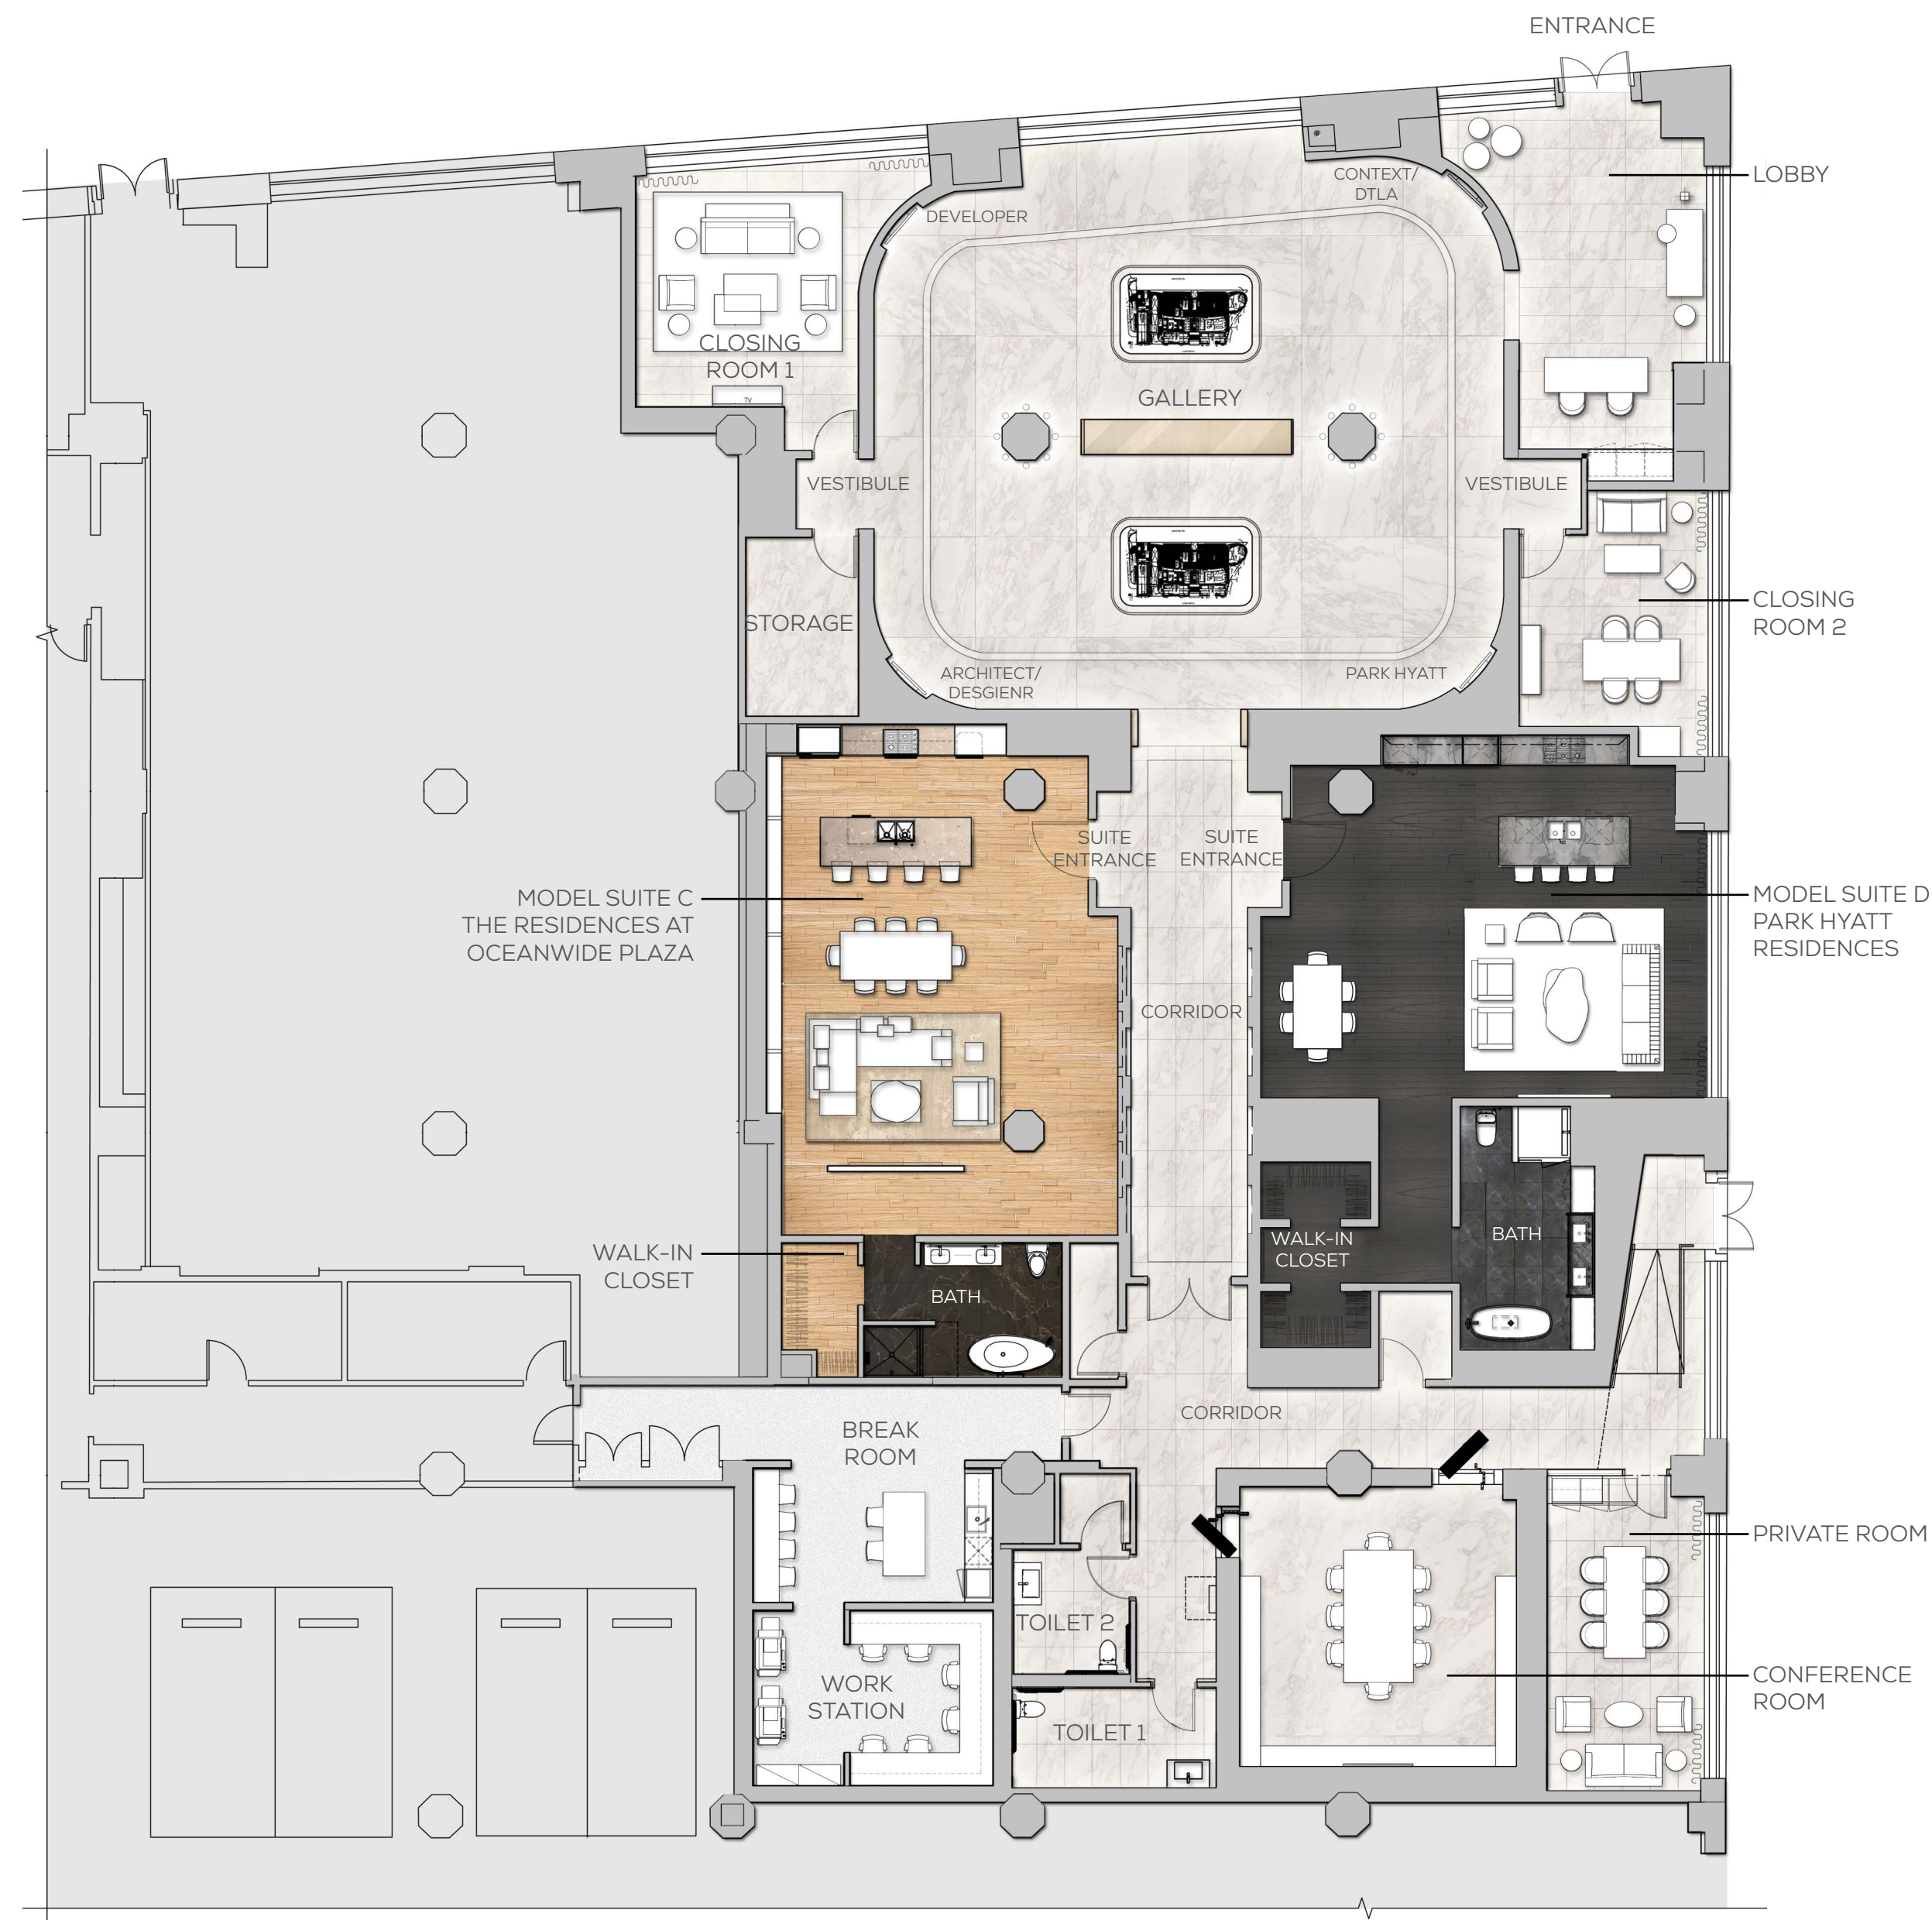 ENTRANCE
LOBBY
CONTEXT/
DTLA
DEVELOPER
CLOSING
ROOM 1
TV
GALLERY
VESTIBULE
VESTIBULE
CLOSING
ROOM 2
STORAGE
ARCHITECT/
DESGIENR
PARK HYATT
SUITE
ENTRANCE
SUITE
ENTRANCE
MODEL SUITE C
THE RESIDENCES AT
OCEANWIDE PLAZA
MODEL SUITE D
PARK HYATT
RESIDENCES
CORRIDOR
WALK-IN
CLOSET
BATH
WALK-IN
CLOSET
BATH
CORRIDOR
BREAK
ROOM
PRIVATE ROOM
TOILET 2
WORK
STATION
CONFERENCE
ROOM
TOILET 1